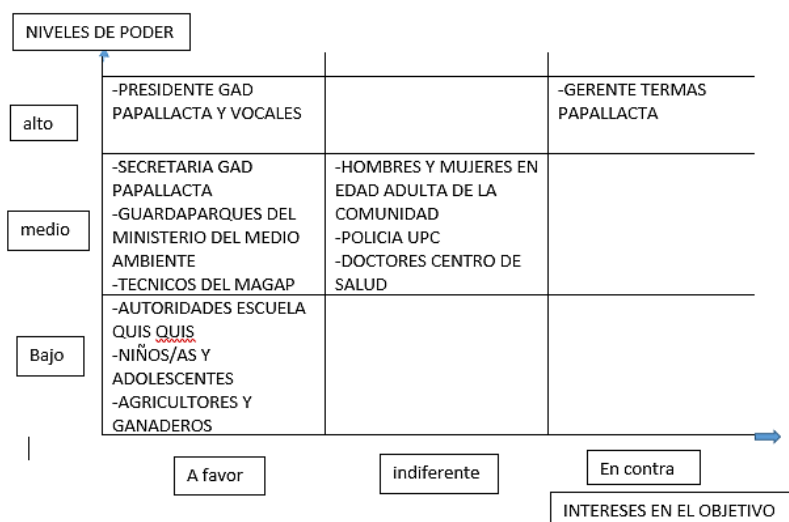 NIVELES DE PODER
alto
-PRESIDENTE GAD
PAPALLACTA Y VOCALES
-GERENTE TERMAS
PAPALLACTA
medio
-SECRETARIA GAD
PAPALLACTA
-GUARDAPARQUES DEL
MINISTERIO DEL MEDIO
AMBIENTE
-TECNICOS DEL MAGAP
-HOMBRES Y MUJERES EN
EDAD ADULTA DE LA
COMUNIDAD
-POLICIA UPC
-DOCTORES CENTRO DE
SALUD
Bajo
-AUTORIDADES ESCUELA
QUIS QUIS
-NIÑOS/AS Y
ADOLESCENTES
-AGRICULTORES Y
GANADEROS
A favor
indiferente
En contra
INTERESES EN EL OBJETIVO